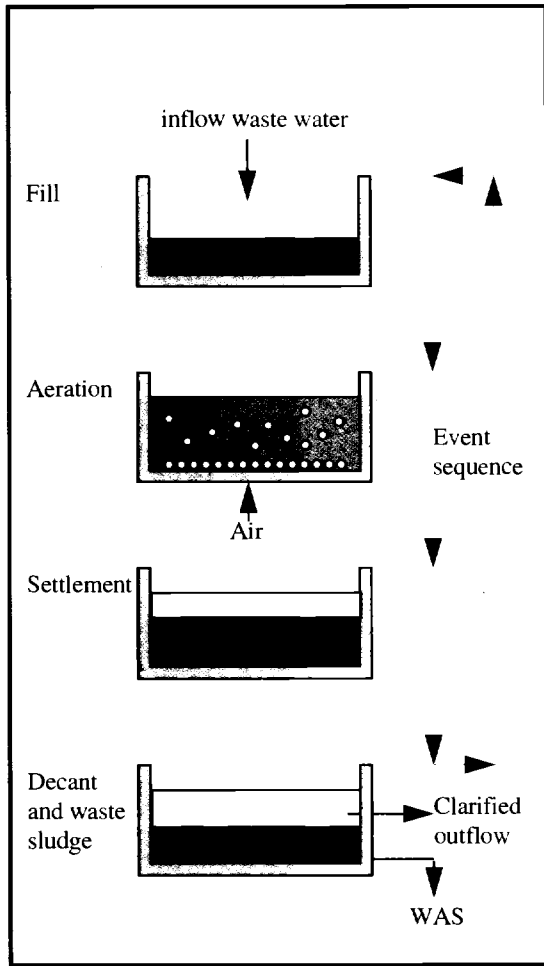 inflow waste water
Fill
Aeration
Event
sequence
Air
Settlement
Decant
and waste
sludge
Clarified
outflow
WAS